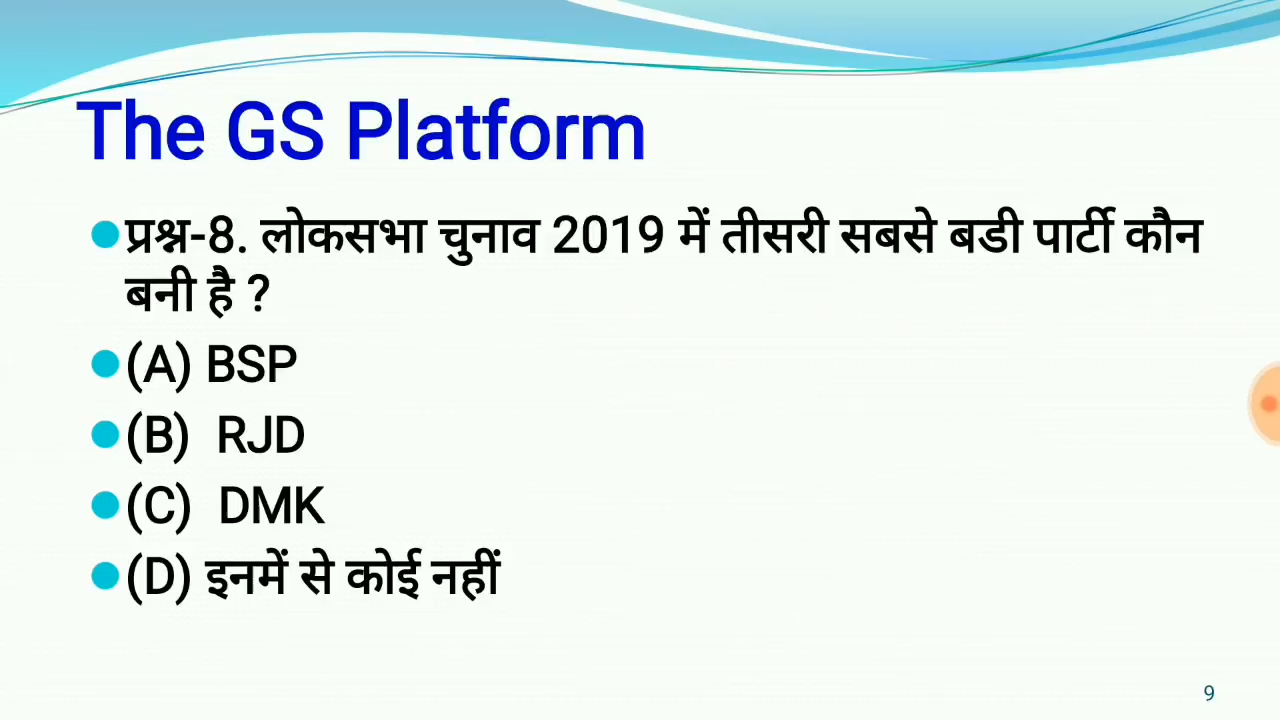 The GS Platform
प्रश्न-8. लोकसभा चुनाव 2019 में तीसरी सबसे बडी पार्टी कौन
बनी है ?
(A) BSP
(B) RJD
(C) DMK
(D) इनमें से कोई नहीं
9